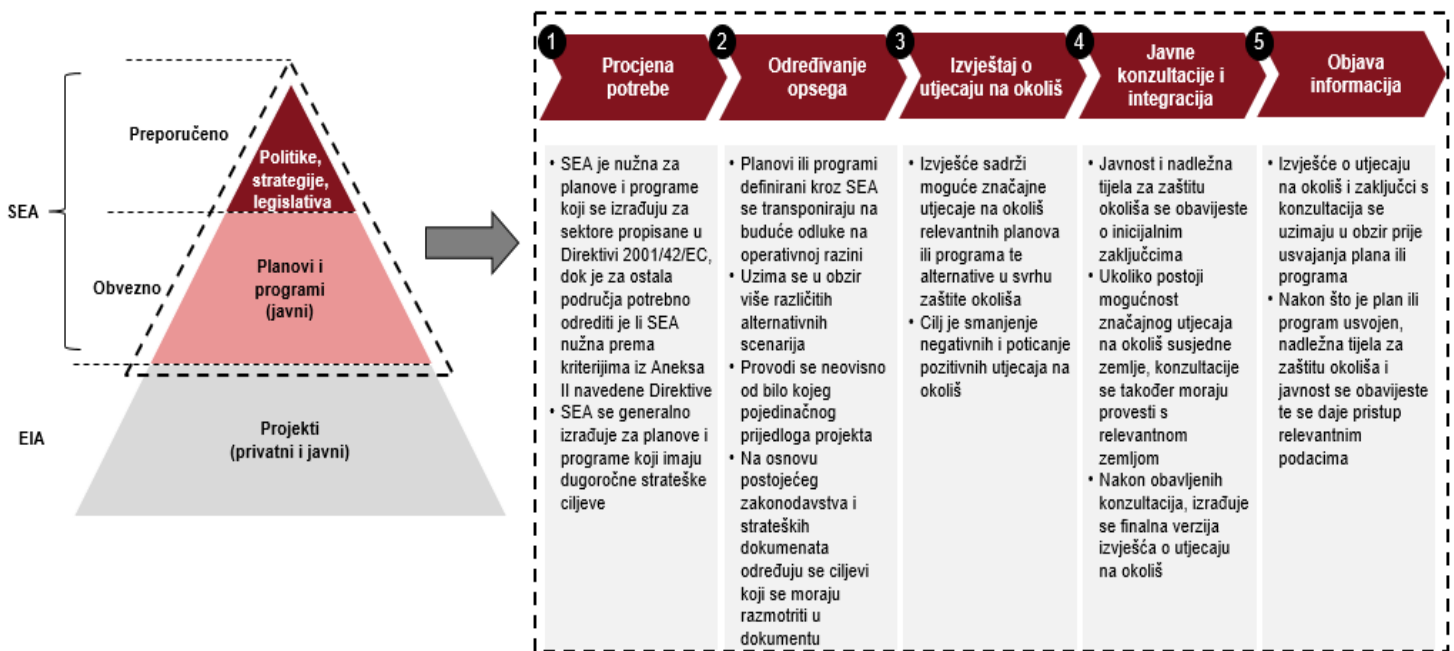 SEA
Preporučeno
Obvezno
EIA
Politike,
strategije,
legislativa
Planovi i
programi
(javni)
Projekti
(privatni i javni)
1
Procjena
potrebe
• SEA je nužna za
planove i programe
koji se izrađuju za
sektore propisane u
Direktivi 2001/42/EC,
dok je za ostala
područja potrebno
odrediti je li SEA
nužna prema
kriterijima iz Aneksa
II navedene Direktive
• SEA se generalno
izrađuje za planove i
programe koji imaju
dugoročne strateške
ciljeve
2
Određivanje
opsega
• Planovi ili programi
definirani kroz SEA
se transponiraju na
buduće odluke na
operativnoj razini
• Uzima se u obzir
više različitih
alternativnih
scenarija
• Provodi se neovisno
od bilo kojeg
pojedinačnog
prijedloga projekta
• Na osnovu
postojećeg
zakonodavstva i
strateških
dokumenata
određuju se ciljevi
koji se moraju
razmotriti u
dokumentu
3
Izvještaj o
utjecaju na okoliš
• Izvješće sadrži
moguće značajne
utjecaje na okoliš
relevantnih planova
ili programa te
alternative u svrhu
zaštite okoliša
• Cilj je smanjenje
negativnih i poticanje
pozitivnih utjecaja na
okoliš
4
Javne
konzultacije i
integracija
• Javnost i nadležna
tijela za zaštitu
okoliša se obavijeste
o inicijalnim
zaključcima
• Ukoliko postoji
mogućnost
značajnog utjecaja
na okoliš susjedne
zemlje, konzultacije
se također moraju
provesti s
relevantnom
zemljom
• Nakon obavljenih
konzultacija, izrađuje
se finalna verzija
izvješća o utjecaju
na okoliš
5
Objava
informacija
• Izvješće o utjecaju
na okoliš i zaključci s
konzultacija se
uzimaju u obzir prije
usvajanja plana ili
programa
• Nakon što je plan ili
program usvojen,
nadležna tijela za
zaštitu okoliša i
javnost se obavijeste
te se daje pristup
relevantnim
podacima